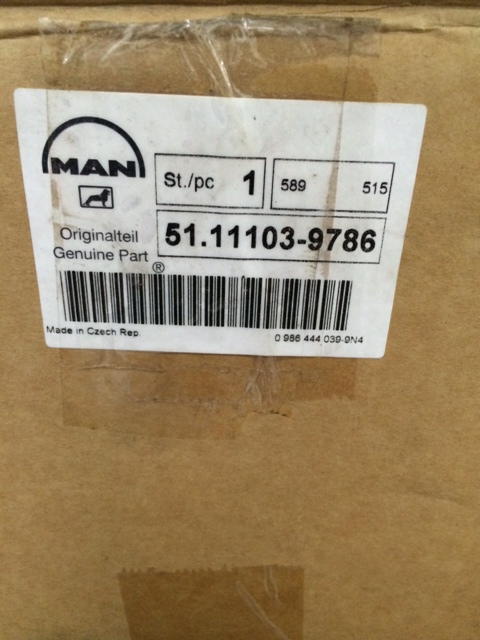 MAN
St./pc 1
589 515
Originalteil
Genuine Part
51.11103-9786
®
Made in Czech Rep.
0 986 444 039-9N4